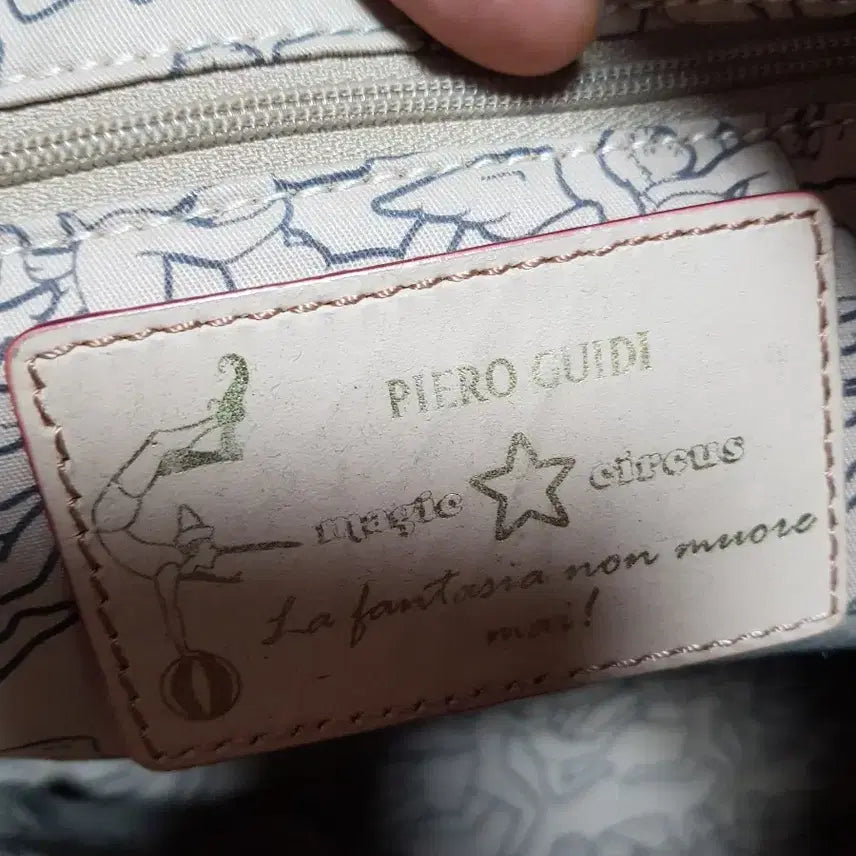 PIERO GUIDI
magic circus
La fantasia non muore
mai!